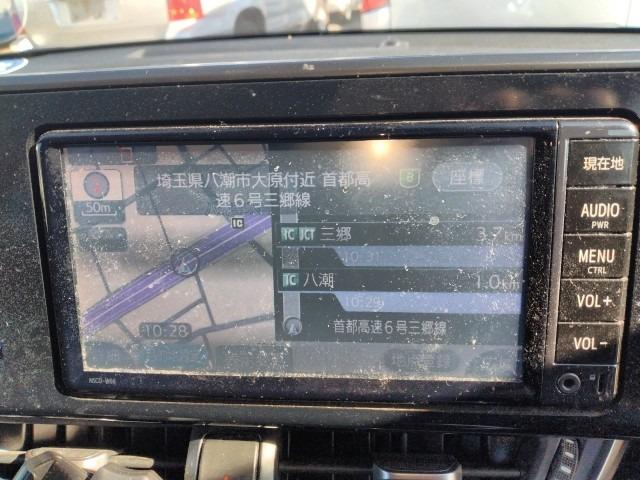 埼玉県八潮市大原付近 首都高
速6号三郷線
8
座標
50m
IC
IC JCT 三郷 3.7km
10:31
IC 八潮 1.0km
10:29
首都高速6号三郷線
10:28
NSCD-W66
現在地
AUDIO
PWR
MENU
CTRL
VOL+
VOL-